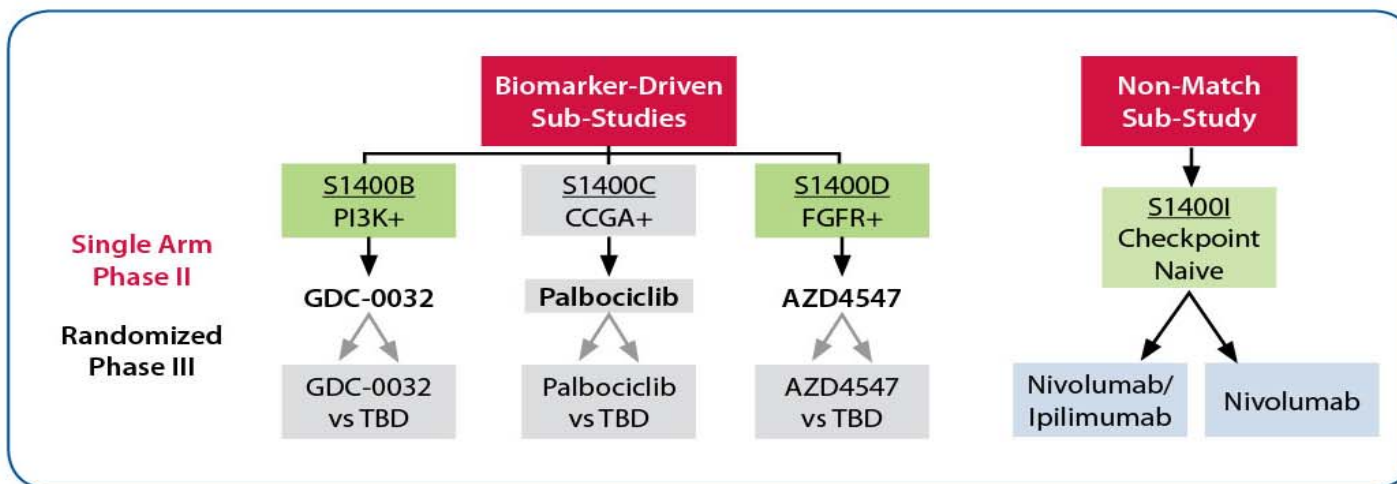 Biomarker-Driven
Sub-Studies
Non-Match
Sub-Study
S1400B
PI3K+
S1400C
CCGA+
S1400D
FGFR+
S1400I
Checkpoint
Naive
Single Arm
Phase II
GDC-0032
Palbociclib
AZD4547
Randomized
Phase III
GDC-0032
vs TBD
Palbociclib
vs TBD
AZD4547
vs TBD
Nivolumab/
Ipilimumab
Nivolumab